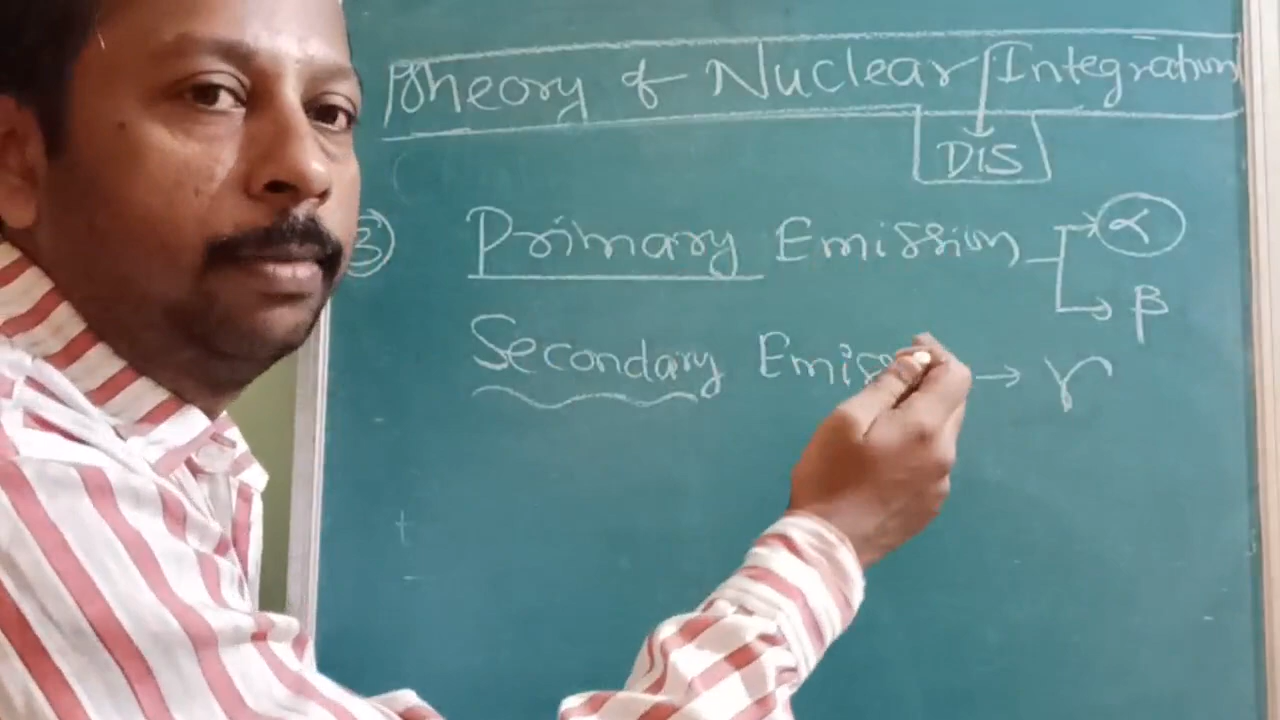 Theory of Nuclear Integration
DIS
3 Primary Emission α
β
Secondary γ